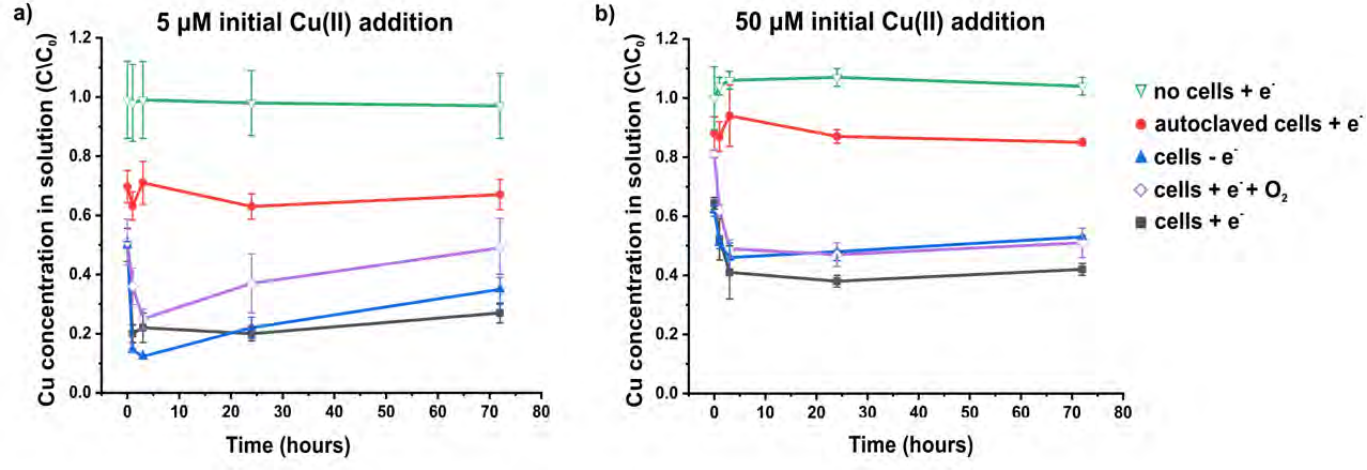 a)
5 µM initial Cu(II) addition
Cu concentration in solution (C\C₀)
1.2
1.0
0.8
0.6
0.4
0.2
0.0
0 10 20 30 40 50 60 70 80
Time (hours)
b)
50 µM initial Cu(II) addition
Cu concentration in solution (C\C₀)
1.2
1.0
0.8
0.6
0.4
0.2
0.0
0 10 20 30 40 50 60 70 80
Time (hours)
no cells + e⁻
autoclaved cells + e⁻
cells - e⁻
cells + e⁻ + O₂
cells + e⁻